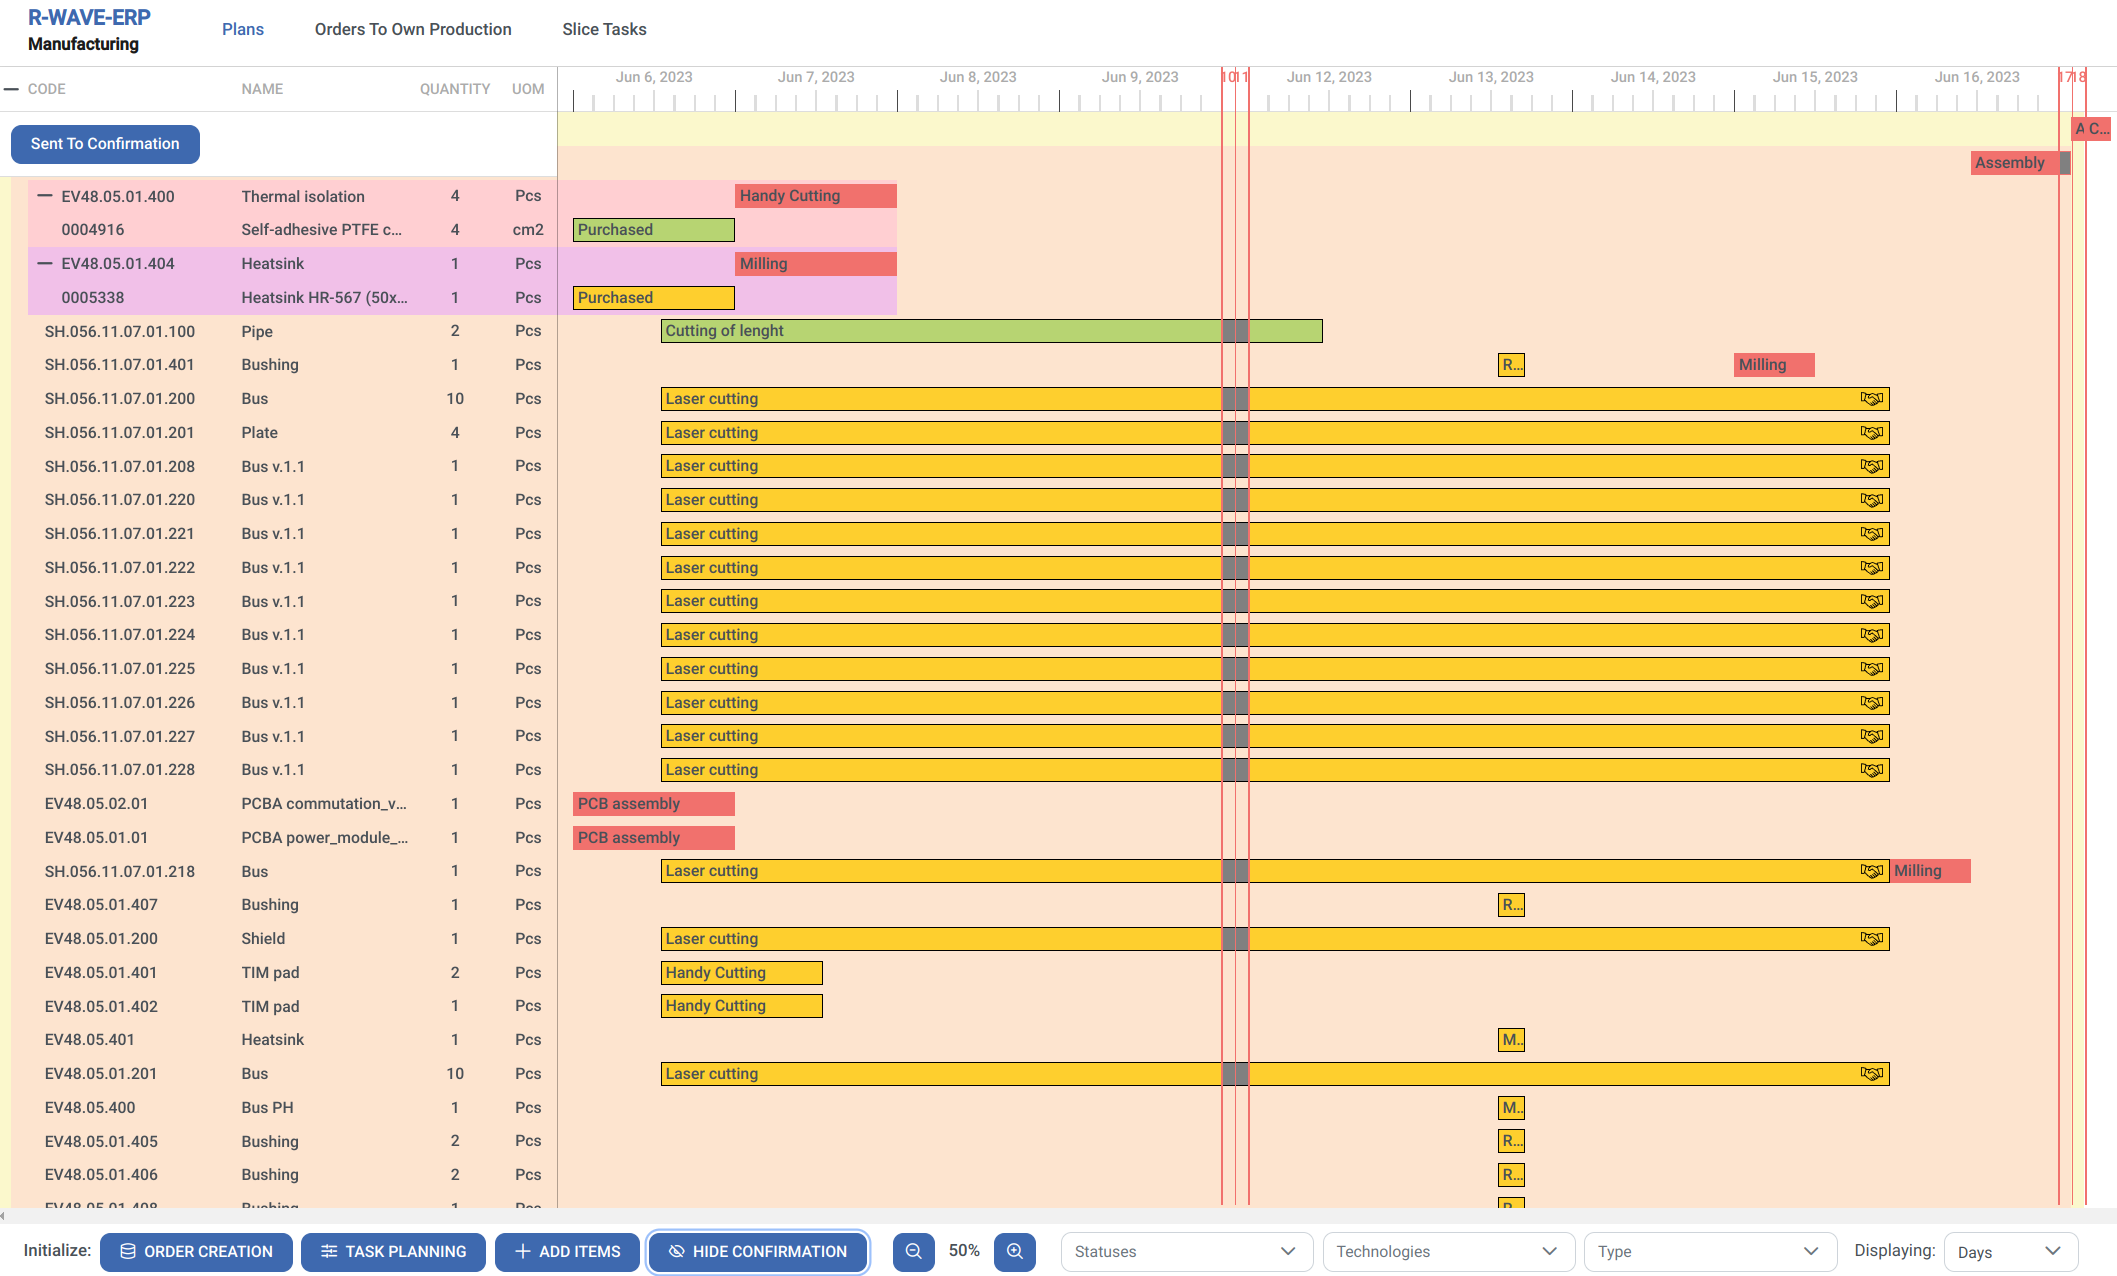 R-WAVE-ERP
Manufacturing
Plans
Orders To Own Production
Slice Tasks
CODE NAME QUANTITY UOM
Jun 6, 2023 Jun 7, 2023 Jun 8, 2023 Jun 9, 2023 10 11 Jun 12, 2023 Jun 13, 2023 Jun 14, 2023 Jun 15, 2023 Jun 16, 2023 17 18
A C...
Sent To Confirmation
Assembly
EV48.05.01.400 Thermal isolation 4 Pcs Handy Cutting
0004916 Self-adhesive PTFE c... 4 cm2 Purchased
EV48.05.01.404 Heatsink 1 Pcs Milling
0005338 Heatsink HR-567 (50x... 1 Pcs Purchased
SH.056.11.07.01.100 Pipe 2 Pcs Cutting of lenght
SH.056.11.07.01.401 Bushing 1 Pcs R... Milling
SH.056.11.07.01.200 Bus 10 Pcs Laser cutting
SH.056.11.07.01.201 Plate 4 Pcs Laser cutting
SH.056.11.07.01.208 Bus v.1.1 1 Pcs Laser cutting
SH.056.11.07.01.220 Bus v.1.1 1 Pcs Laser cutting
SH.056.11.07.01.221 Bus v.1.1 1 Pcs Laser cutting
SH.056.11.07.01.222 Bus v.1.1 1 Pcs Laser cutting
SH.056.11.07.01.223 Bus v.1.1 1 Pcs Laser cutting
SH.056.11.07.01.224 Bus v.1.1 1 Pcs Laser cutting
SH.056.11.07.01.225 Bus v.1.1 1 Pcs Laser cutting
SH.056.11.07.01.226 Bus v.1.1 1 Pcs Laser cutting
SH.056.11.07.01.227 Bus v.1.1 1 Pcs Laser cutting
SH.056.11.07.01.228 Bus v.1.1 1 Pcs Laser cutting
EV48.05.02.01 PCBA commutation_v... 1 Pcs PCB assembly
EV48.05.01.01 PCBA power_module_... 1 Pcs PCB assembly
SH.056.11.07.01.218 Bus 1 Pcs Laser cutting Milling
EV48.05.01.407 Bushing 1 Pcs R...
EV48.05.01.200 Shield 1 Pcs Laser cutting
EV48.05.01.401 TIM pad 2 Pcs Handy Cutting
EV48.05.01.402 TIM pad 1 Pcs Handy Cutting
EV48.05.401 Heatsink 1 Pcs M...
EV48.05.01.201 Bus 10 Pcs Laser cutting
EV48.05.400 Bus PH 1 Pcs M...
EV48.05.01.405 Bushing 2 Pcs R...
EV48.05.01.406 Bushing 2 Pcs R...
Initialize: ORDER CREATION TASK PLANNING ADD ITEMS HIDE CONFIRMATION 50% Statuses Technologies Type Displaying: Days